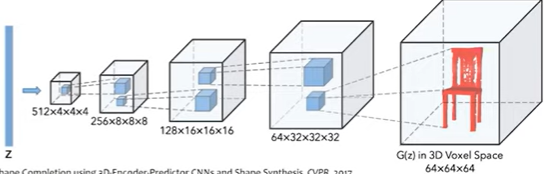 512×4×4×4
256×8×8×8
128×16×16×16
64×32×32×32
z
G(z) in 3D Voxel Space
64×64×64
Shape Completion using 3D-Encoder-Predictor CNNs and Shape Synthesis, CVPR, 2017